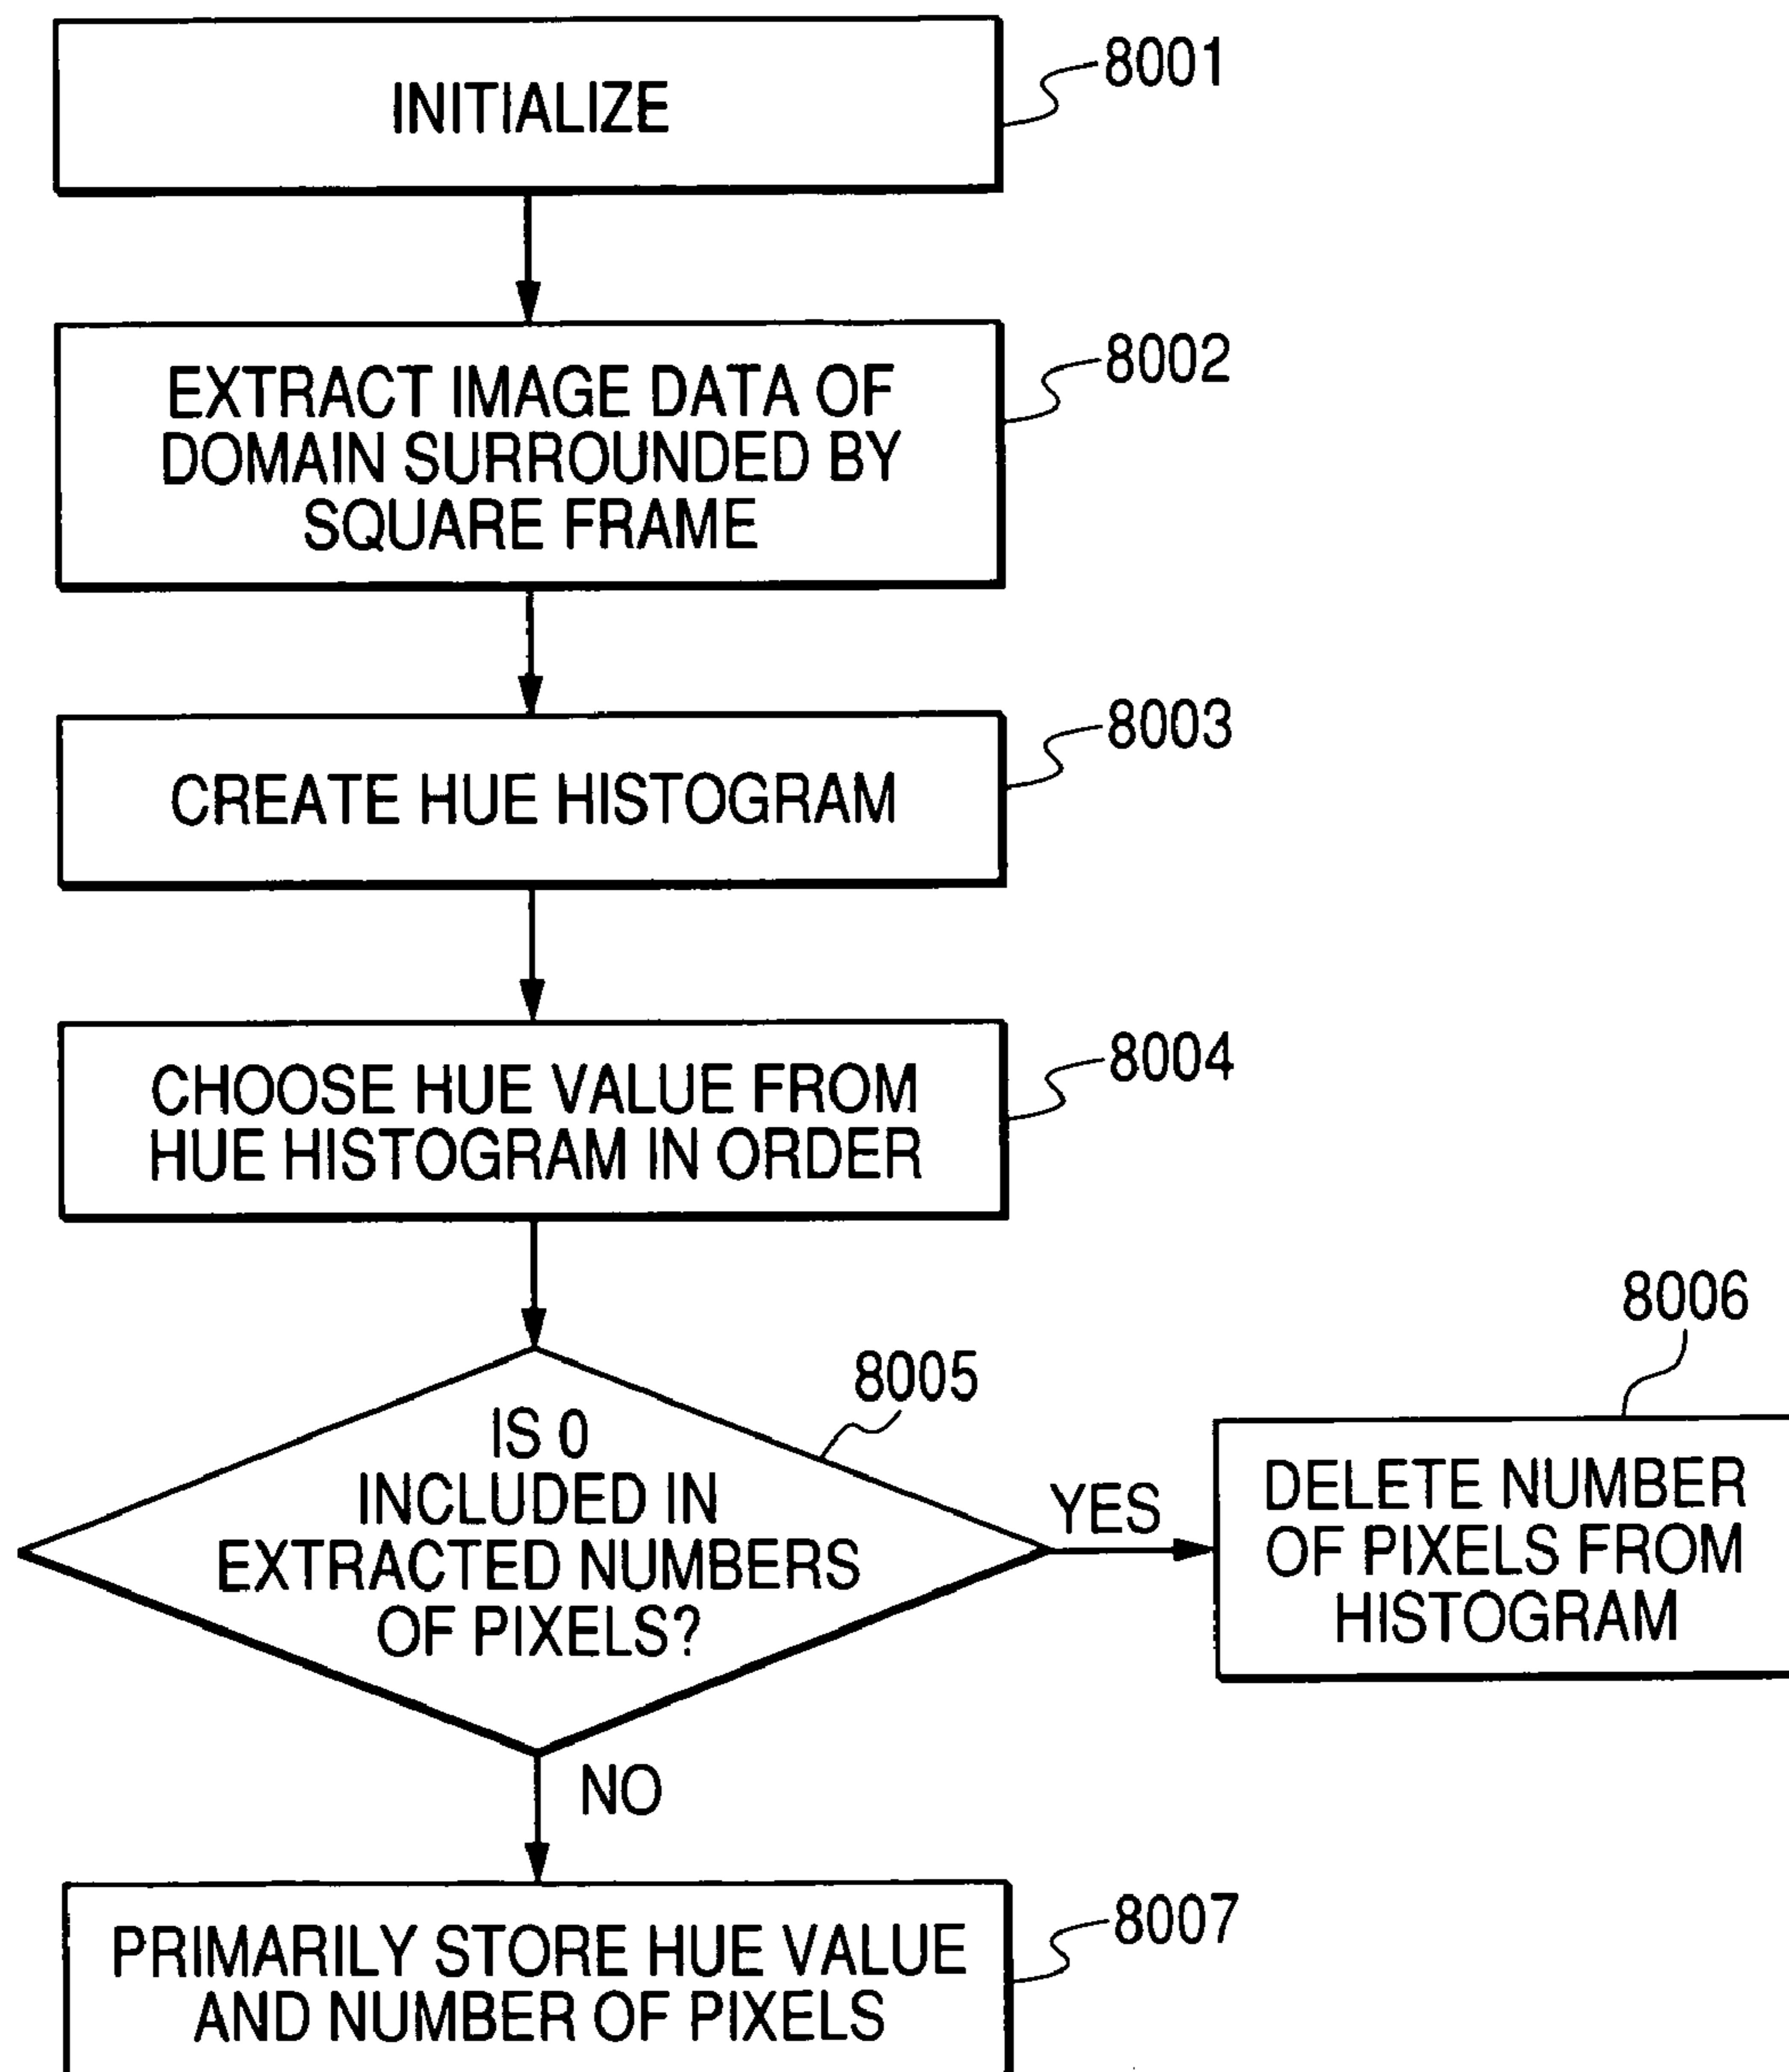 INITIALIZE
8001
EXTRACT IMAGE DATA OF
DOMAIN SURROUNDED BY
SQUARE FRAME
8002
CREATE HUE HISTOGRAM
8003
CHOOSE HUE VALUE FROM
HUE HISTOGRAM IN ORDER
8004
IS 0
INCLUDED IN
EXTRACTED NUMBERS
OF PIXELS?
8005
YES
8006
DELETE NUMBER
OF PIXELS FROM
HISTOGRAM
NO
PRIMARILY STORE HUE VALUE
AND NUMBER OF PIXELS
8007